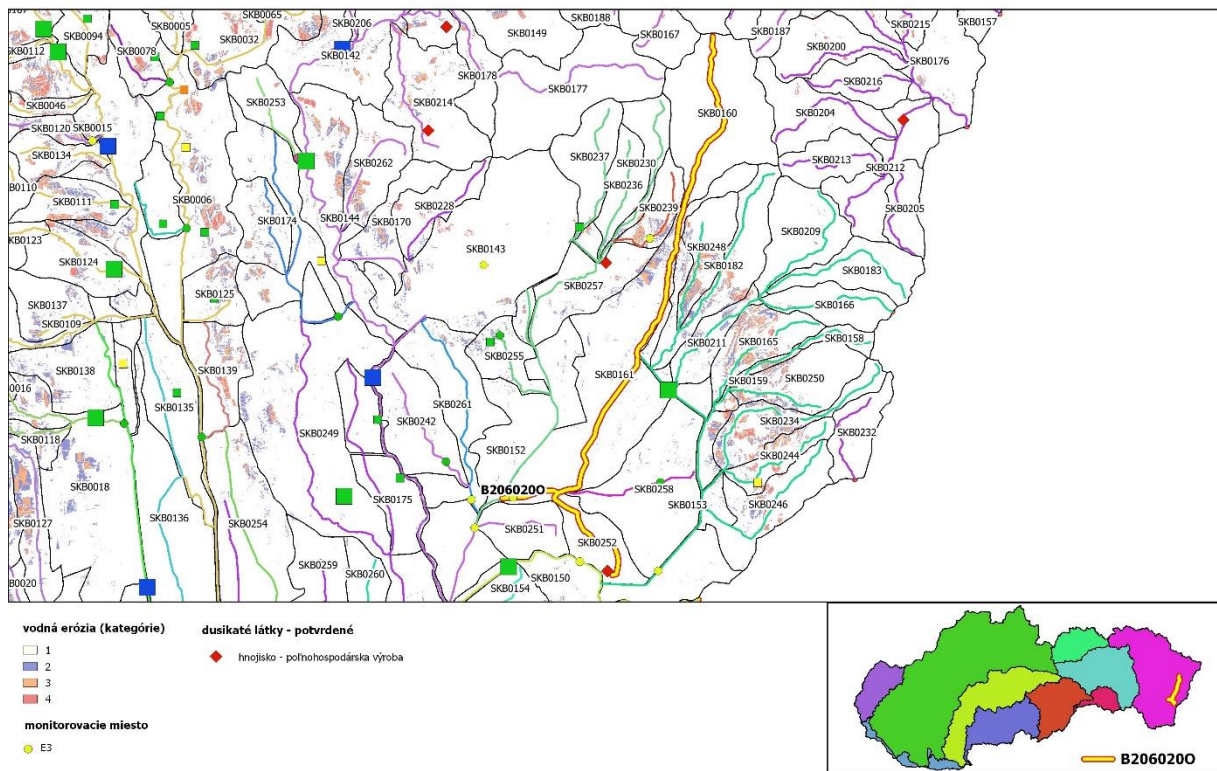 SKB0094
SKB0005
SKB0065
SKB0032
SKB0206
SKB0188
SKB0149
SKB0167
SKB0187
SKB0215
SKB0157
SKB0112
SKB0078
SKB0142
SKB0178
SKB0200
SKB0176
SKB0046
SKB0253
SKB0214
SKB0177
SKB0160
SKB0216
SKB0120
SKB0015
SKB0204
SKB0134
SKB0262
SKB0237
SKB0230
SKB0213
SKB0212
SKB0110
SKB0111
SKB0006
SKB0174
SKB0144
SKB0170
SKB0228
SKB0236
SKB0239
SKB0205
SKB0123
SKB0143
SKB0248
SKB0209
SKB0124
SKB0182
SKB0183
SKB0257
SKB0125
SKB0137
SKB0166
SKB0109
SKB0211
SKB0165
SKB0158
SKB0255
SKB0138
SKB0139
SKB0161
SKB0159
SKB0250
SKB0135
SKB0261
SKB0242
SKB0118
SKB0249
SKB0152
SKB0234
SKB0232
SKB0244
SKB0018
SKB0175
B206020O
SKB0258
SKB0153
SKB0246
SKB0136
SKB0127
SKB0254
SKB0251
SKB0252
SKB0259
SKB0260
SKB0150
SKB0154
vodná erózia (kategórie)
1
2
3
4
monitorovacie miesto
E3
dusikaté látky - potvrdené
hnojisko - poľnohospodárska výroba
B206020O